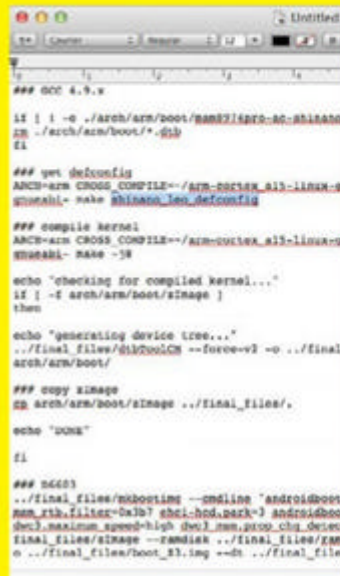 Untitled
Courier Regular 12
### GCC 4.9.x
if [ ! -e ./arch/arm/boot/msm8974pro-ac-shinano
rm ./arch/arm/boot/*.dtb
fi
### get defconfig
ARCH=arm CROSS_COMPILE=~/arm-cortex_a15-linux-g
gnueabi- make shinano_leo_defconfig
### compile kernel
ARCH=arm CROSS_COMPILE=~/arm-cortex_a15-linux-g
gnueabi- make
echo "checking for compiled kernel..."
if [ -f arch/arm/boot/zImage ]
then
echo "generating device tree..."
../final_files/dtbToolCM --force-v2 -o ../final
arch/arm/boot/
### copy zImage
cp arch/arm/boot/zImage ../final_files/.
echo "DONE"
fi
### D6603
../final_files/mkbootimg --cmdline "androidboot
msm_rtb.filter=0x3b7 ehci-hcd.park=3 androidboo
dwc3.maximum_speed=high dwc3_msm.prop_chg_detec
final_files/zImage --ramdisk ../final_files/ram
o ../final_files/boot_83.img --dt ../final_file